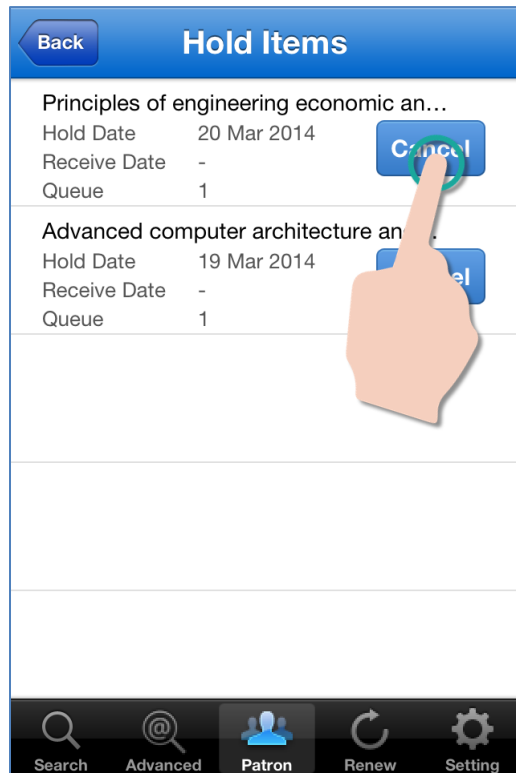 Back
Hold Items
Principles of engineering economic an...
Hold Date 20 Mar 2014
Cancel
Receive Date -
Queue 1
Advanced computer architecture an
Hold Date 19 Mar 2014
Receive Date -
Queue 1
Search Advanced Patron Renew Setting